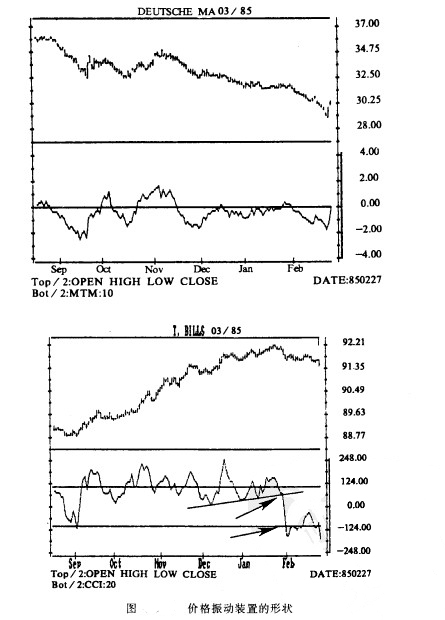 DEUTSCHE MA 03/85
37.00
34.75
32.50
30.25
28.00
4.00
2.00
0.00
-2.00
-4.00
Sep Oct Nov Dec Jan Feb
Top/2:OPEN HIGH LOW CLOSE DATE:850227
Bot/2:MTM:10
T. BILLS 03/85
92.21
91.35
90.49
89.63
88.77
248.00
124.00
0.00
-124.00
-248.00
Sep Oct Nov Dec Jan Feb
Top/2:OPEN HIGH LOW CLOSE DATE:850227
Bot/2:CCI:20
图 价格振动装置的形状